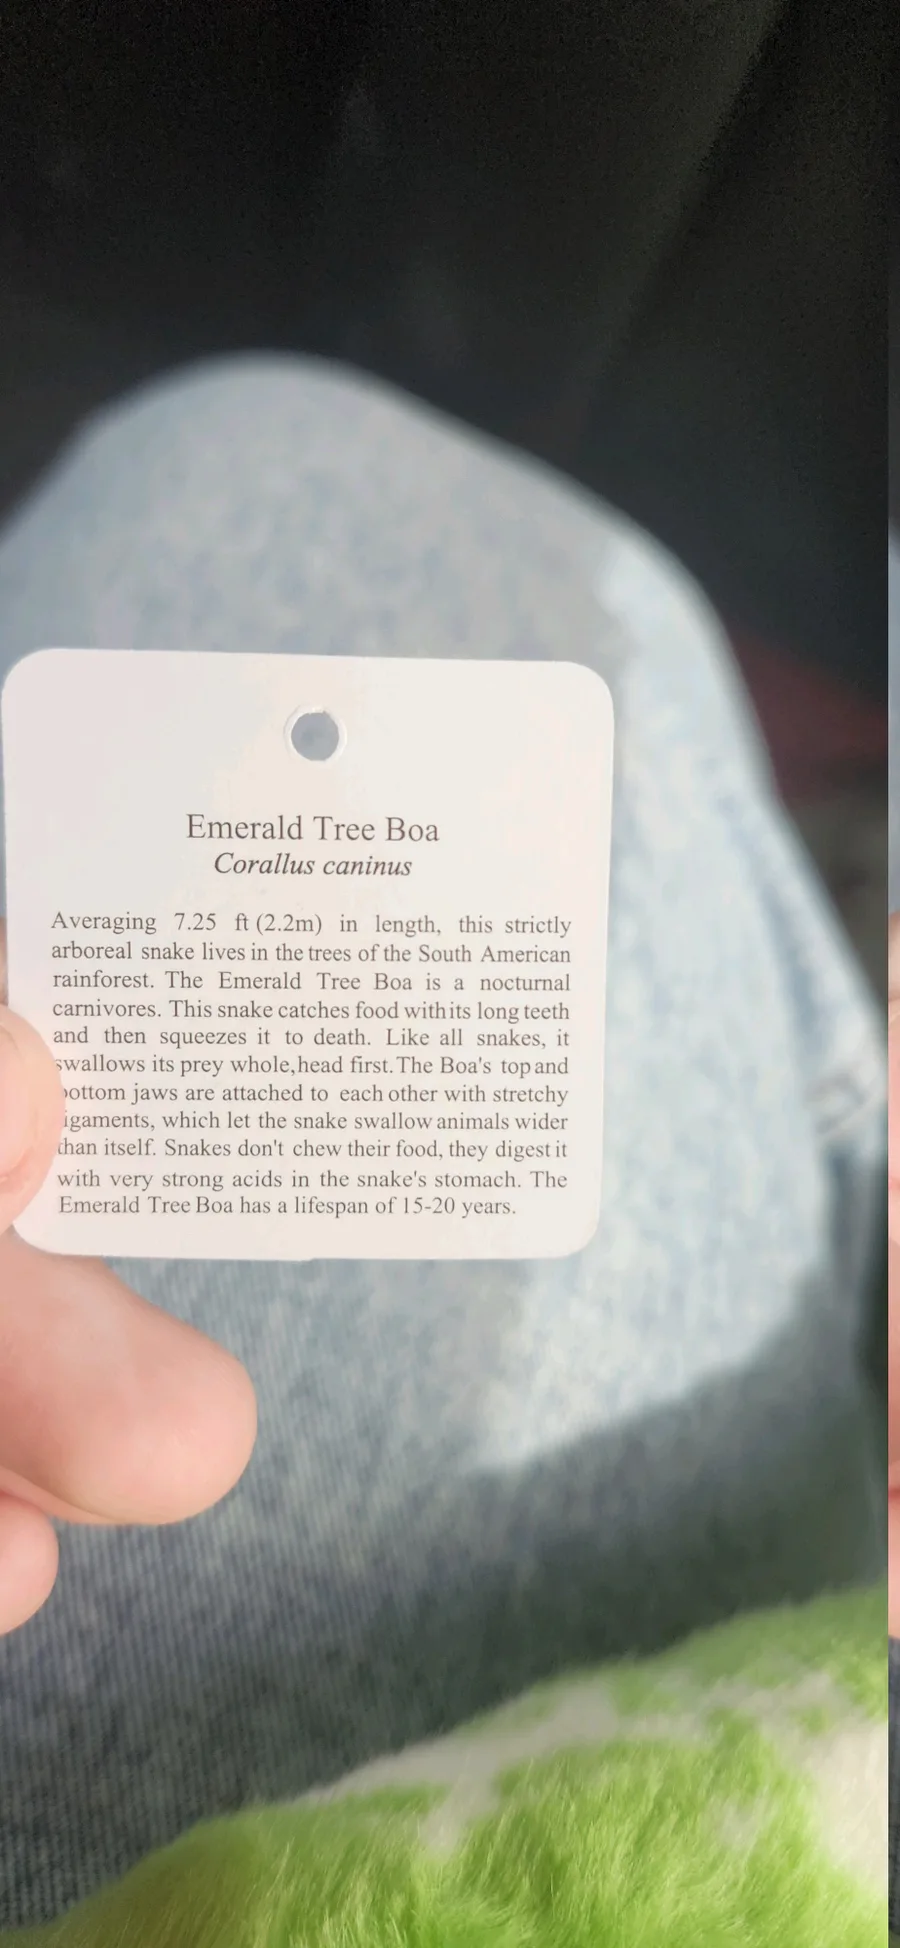 Emerald Tree Boa
Corallus caninus
Averaging 7.25 ft (2.2m) in length, this strictly
arboreal snake lives in the trees of the South American
rainforest. The Emerald Tree Boa is a nocturnal
carnivores. This snake catches food with its long teeth
and then squeezes it to death. Like all snakes, it
swallows its prey whole, head first. The Boa's top and
bottom jaws are attached to each other with stretchy
ligaments, which let the snake swallow animals wider
than itself. Snakes don't chew their food, they digest it
with very strong acids in the snake's stomach. The
Emerald Tree Boa has a lifespan of 15-20 years.